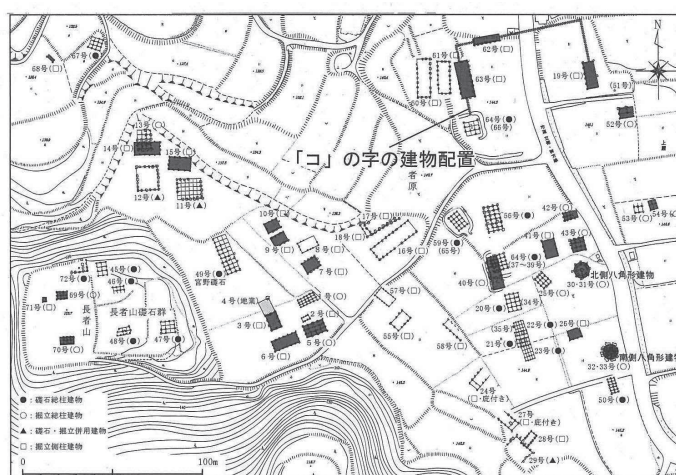 67号(●)
68号(□)
61号(□)
62号(□)
63号(□)
60号(□)
19号(□)
(51号)
52号(○)
64号(●)
(66号)
「コ」の字の建物配置
N
13号(○)
14号(□)
15号(□)
12号(▲)
11号(▲)
者原
10号(□)
9号(□)
8号(□)
7号(□)
17号(□)
18号(□)
16号(□)
49号(●)
宮野礎石
59号(●)
(65号)
56号(●)
42号(○)
43号(○)
41号(□)
53号(○)
54号(○)
64号(●)
(37〜39号)
40号(○)
北側八角形建物
30·31号(○)
25号(○)
20号(●)
(34号)
(35号)
22号(●)
26号(□)
21号(●)
23号(●)
南側八角形建物
32·33号(○)
50号(●)
57号(□)
55号(□)
58号(□)
24号
(□·庇付き)
27号
(□·庇付き)
28号(□)
29号(▲)
4号(地業)
3号(□)
2号(□)
5号(○)
6号(□)
72号(●)
45号(●)
46号(●)
71号(□)
69号(○)
長者山
長者山礎石群
48号(●)
47号(●)
70号(○)
●:礎石総柱建物
○:掘立総柱建物
▲:礎石·掘立併用建物
□:掘立側柱建物
0
100m